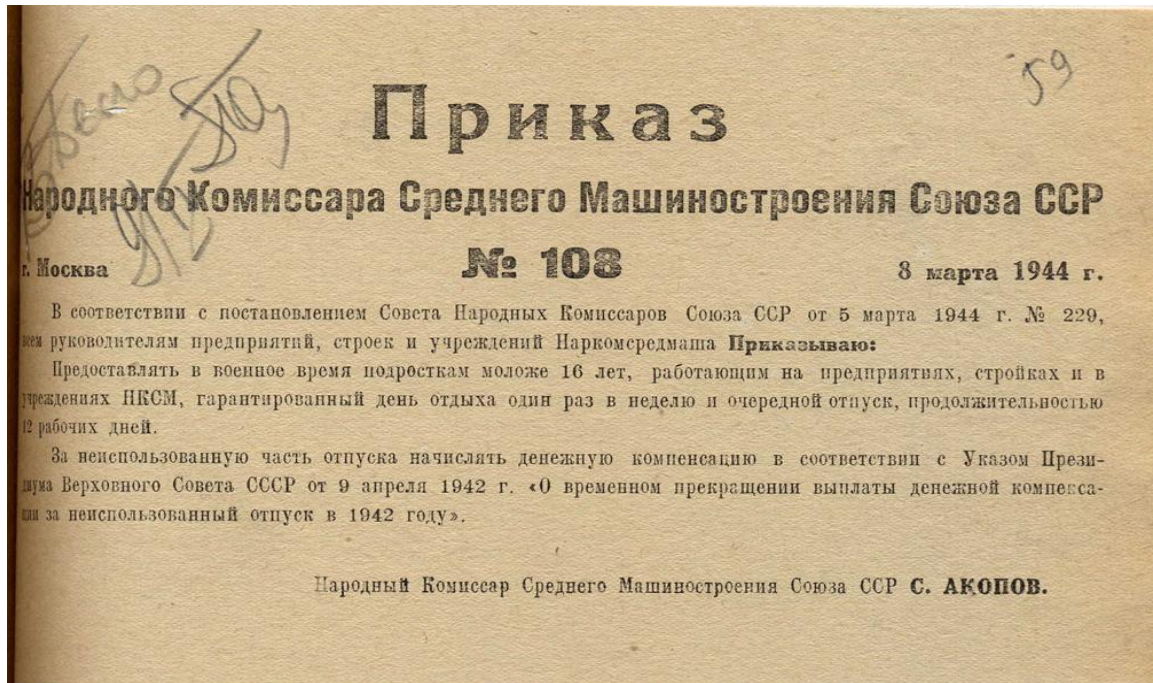 59
Приказ
Народного Комиссара Среднего Машиностроения Союза ССР
№ 108
г. Москва
8 марта 1944 г.
В соответствии с постановлением Совета Народных Комиссаров Союза ССР от 5 марта 1944 г. № 229,
всем руководителям предприятий, строек и учреждений Наркомсредмаша Приказываю:
Предоставлять в военное время подросткам моложе 16 лет, работающим на предприятиях, стройках и в
учреждениях НКСМ, гарантированный день отдыха один раз в неделю и очередной отпуск, продолжительностью
12 рабочих дней.
За неиспользованную часть отпуска начислять денежную компенсацию в соответствии с Указом Прези-
диума Верховного Совета СССР от 9 апреля 1942 г. «О временном прекращении выплаты денежной компенса-
ции за неиспользованный отпуск в 1942 году».
Народный Комиссар Среднего Машиностроения Союза ССР С. АКОПОВ.